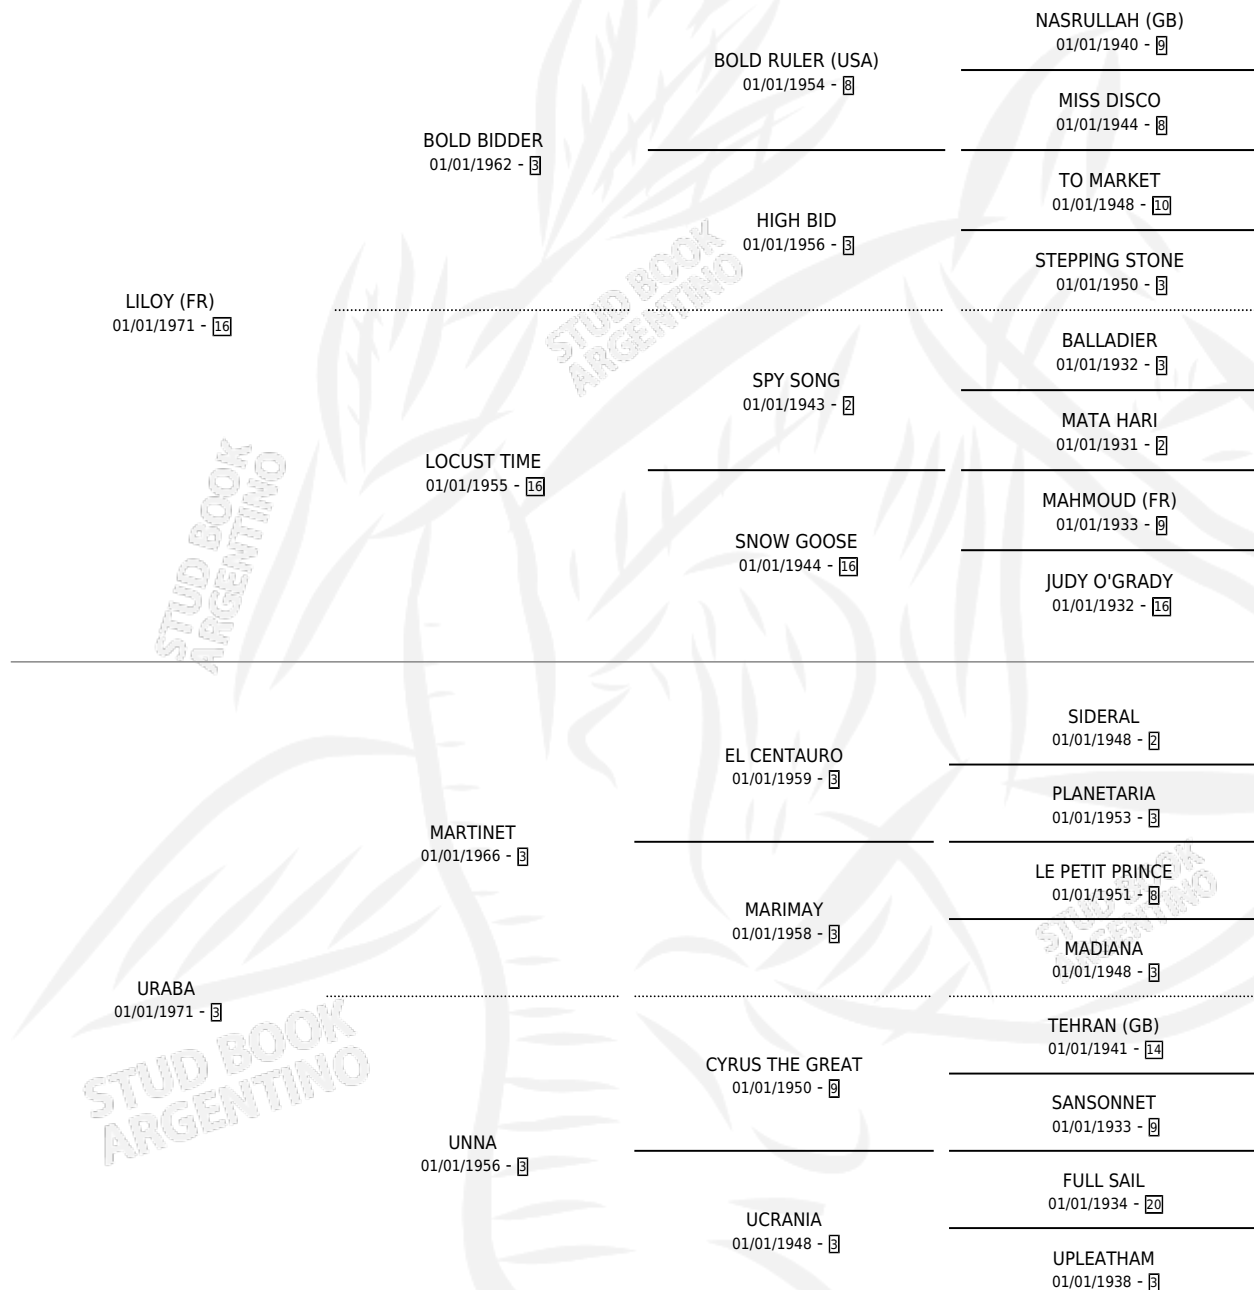 NASRULLAH (GB)
01/01/1940 - 9
BOLD RULER (USA)
01/01/1954 - 8
MISS DISCO
01/01/1944 - 8
BOLD BIDDER
01/01/1962 - 3
TO MARKET
01/01/1948 - 10
HIGH BID
01/01/1956 - 3
STEPPING STONE
01/01/1950 - 3
LILOY (FR)
01/01/1971 - 16
STUD BOOK
ARGENTINO
BALLADIER
01/01/1932 - 3
SPY SONG
01/01/1943 - 2
MATA HARI
01/01/1931 - 2
LOCUST TIME
01/01/1955 - 16
MAHMOUD (FR)
01/01/1933 - 9
SNOW GOOSE
01/01/1944 - 16
JUDY O'GRADY
01/01/1932 - 16
STUD BOOK
ARGENTINO
SIDERAL
01/01/1948 - 2
EL CENTAURO
01/01/1959 - 3
PLANETARIA
01/01/1953 - 3
MARTINET
01/01/1966 - 3
LE PETIT PRINCE
01/01/1951 - 8
MARIMAY
01/01/1958 - 3
STUD BOOK
ARGENTINO
MADIANA
01/01/1948 - 3
URABA
01/01/1971 - 3
TEHRAN (GB)
01/01/1941 - 14
CYRUS THE GREAT
01/01/1950 - 9
SANSONNET
01/01/1933 - 9
STUD BOOK
ARGENTINO
UNNA
01/01/1956 - 3
FULL SAIL
01/01/1934 - 20
UCRANIA
01/01/1948 - 3
UPLEATHAM
01/01/1938 - 3